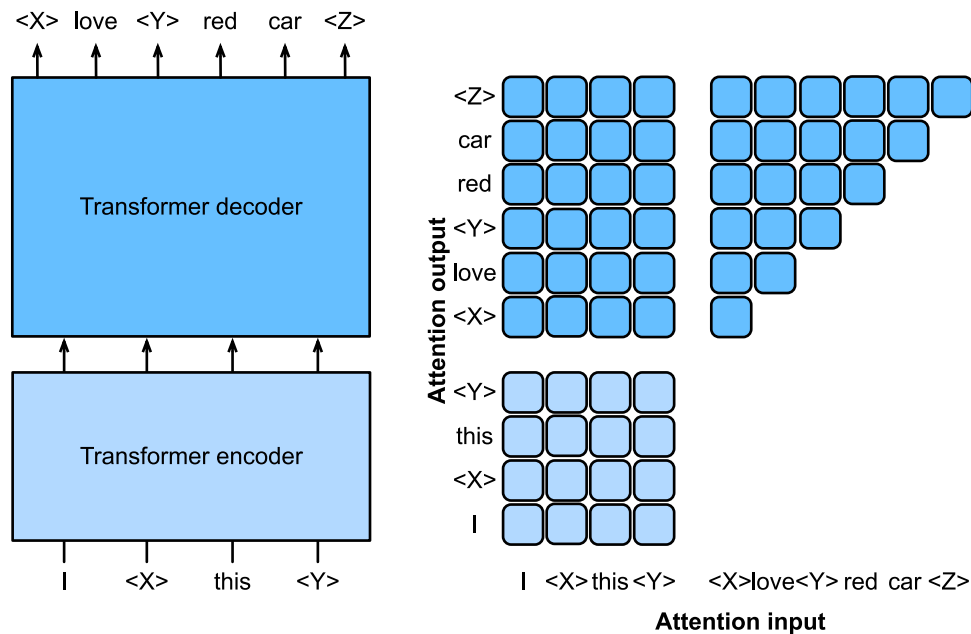 <X> love <Y> red car <Z>
Transformer decoder
Transformer encoder
I <X> this <Y>
Attention output
<Z>
car
red
<Y>
love
<X>
<Y>
this
<X>
I
I <X> this <Y> <X> love <Y> red car <Z>
Attention input